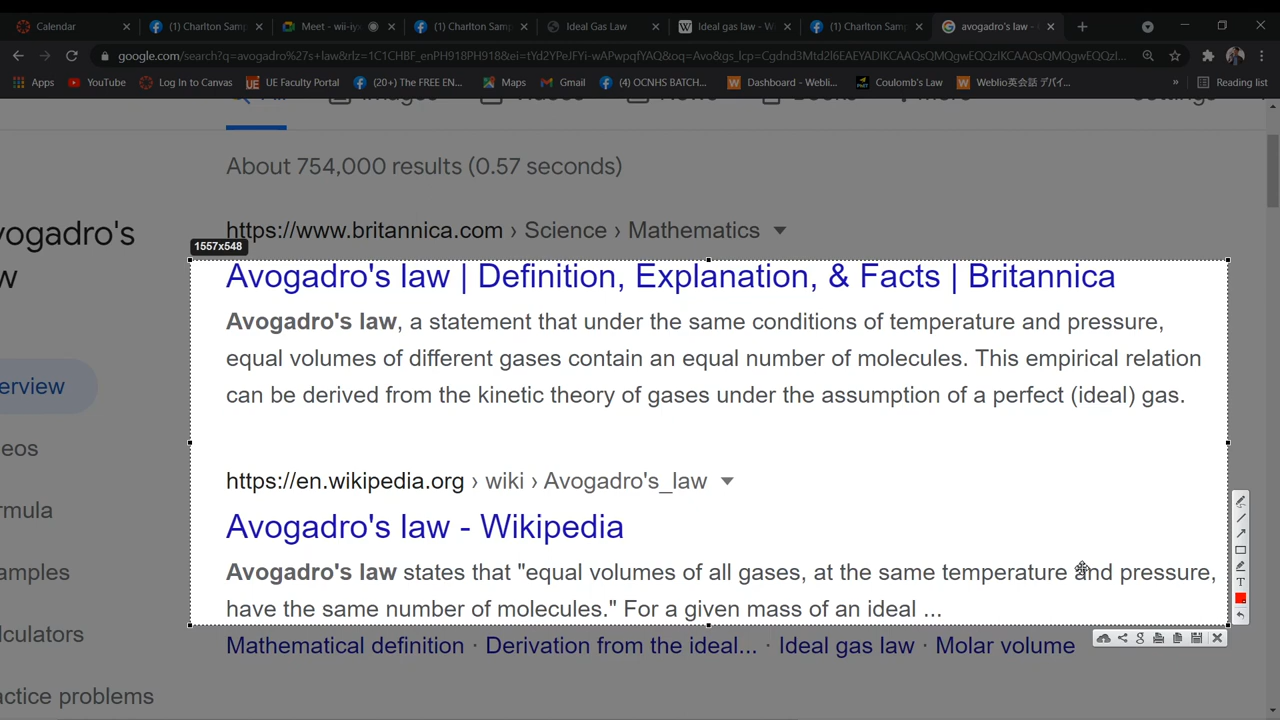 Calendar
(1) Charlton Samp
Meet - wii-iyx
(1) Charlton Samp
Ideal Gas Law
Ideal gas law - W
(1) Charlton Samp
avogadro's law -
google.com/search?q=avogadro%27s+law&rlz=1C1CHBF_enPH918PH918&ei=tYd2YPeJFYi-wAPwpqfYAQ&oq=Avo&gs_lcp=Cgdnd3Mtd2l6EAEYADIKCAAQsQMQgwEQQzIKCAAQsQMQgwEQQzl...
Apps
YouTube
Log In to Canvas
UE Faculty Portal
(20+) The FREE EN...
Maps
Gmail
(4) OCNHS BATCH...
Dashboard - Webli...
Coulomb's Law
Weblio英会話 デバイ...
»
Reading list
About 754,000 results (0.57 seconds)
vogadro's
w
https://www.britannica.com › Science › Mathematics
1557x548
Avogadro's law | Definition, Explanation, & Facts | Britannica
Avogadro's law, a statement that under the same conditions of temperature and pressure,
equal volumes of different gases contain an equal number of molecules. This empirical relation
can be derived from the kinetic theory of gases under the assumption of a perfect (ideal) gas.
erview
eos
rmula
amples
lculators
actice problems
https://en.wikipedia.org › wiki › Avogadro's_law
Avogadro's law - Wikipedia
Avogadro's law states that "equal volumes of all gases, at the same temperature and pressure,
have the same number of molecules." For a given mass of an ideal ...
Mathematical definition · Derivation from the ideal... · Ideal gas law · Molar volume